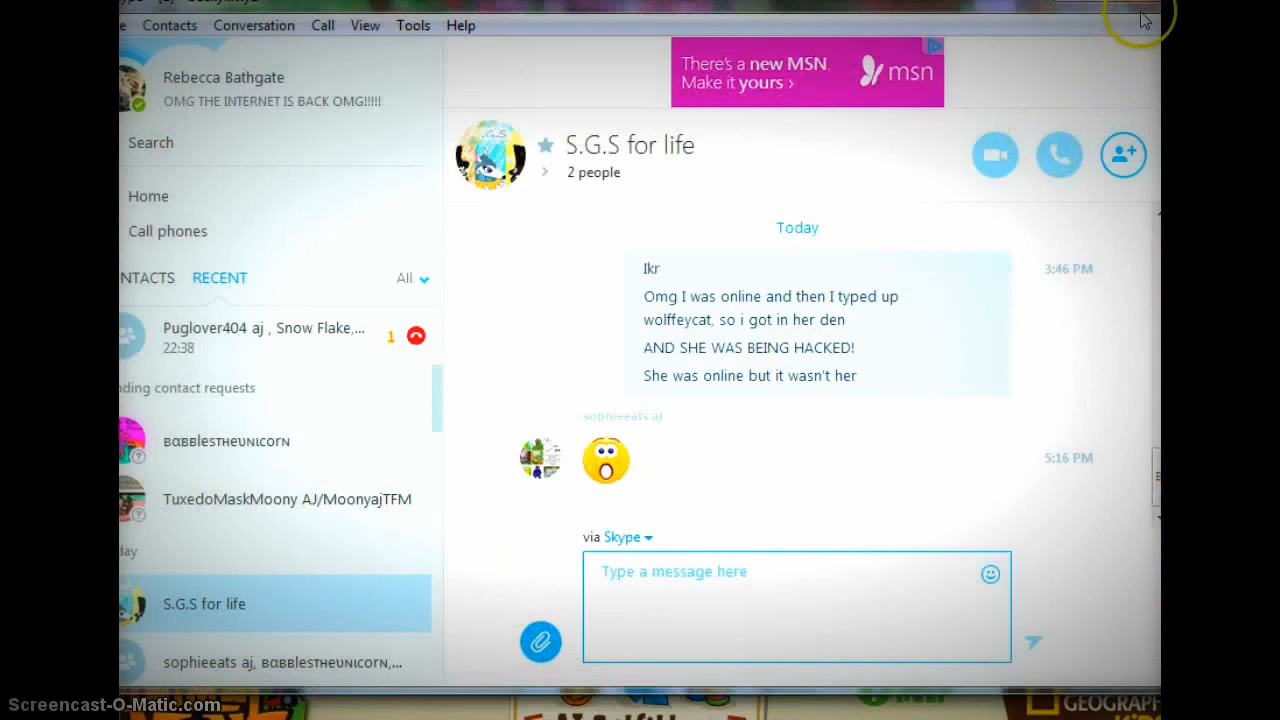 Contacts Conversation Call View Tools Help
Rebecca Bathgate
OMG THE INTERNET IS BACK OMG!!!!!
Search
Home
Call phones
NTACTS RECENT All
Puglover404 aj , Snow Flake,...
22:38
1
nding contact requests
ʙαʙʙlesтнeυɴιcorɴ
TuxedoMaskMoony AJ/MoonyajTFM
day
S.G.S for life
sophieeats aj, ʙαʙʙlesтнeυɴιcorɴ,...
There's a new MSN.
Make it yours ›
msn
S.G.S for life
2 people
Today
Ikr
3:46 PM
Omg I was online and then I typed up
wolffeycat, so i got in her den
AND SHE WAS BEING HACKED!
She was online but it wasn't her
sophieeats aj
5:16 PM
via Skype
Type a message here
Screencast-O-Matic.com
GEOGRAPH